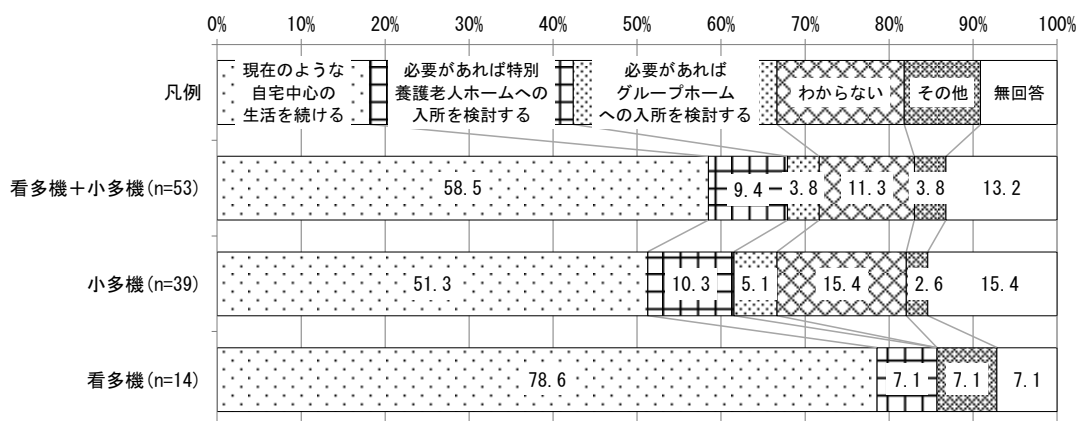 0% 10% 20% 30% 40% 50% 60% 70% 80% 90% 100%
凡例
現在のような
自宅中心の
生活を続ける
必要があれば特別
養護老人ホームへの
入所を検討する
必要があれば
グループホーム
への入所を検討する
わからない
その他
無回答
看多機+小多機(n=53) 58.5 9.4 3.8 11.3 3.8 13.2
小多機(n=39) 51.3 10.3 5.1 15.4 2.6 15.4
看多機(n=14) 78.6 7.1 7.1 7.1